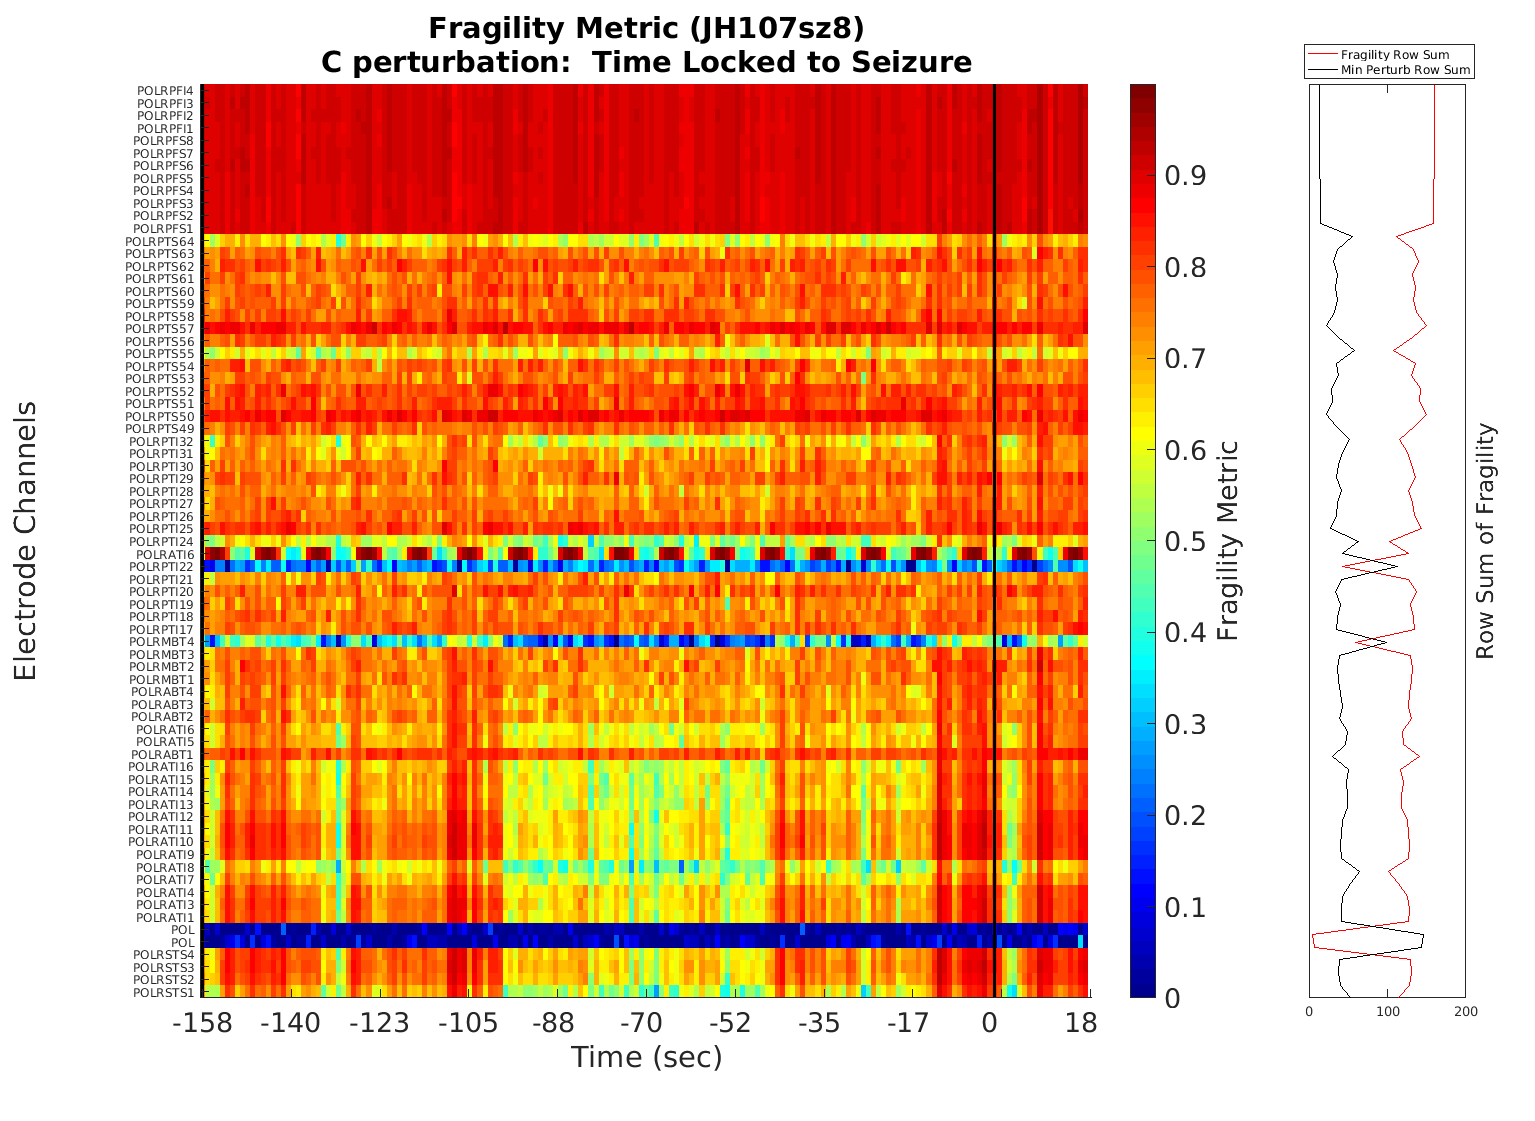 Fragility Metric (JH107sz8)
C perturbation:  Time Locked to Seizure
Electrode Channels
POLRPFI4
POLRPFI3
POLRPFI2
POLRPFI1
POLRPFS8
POLRPFS7
POLRPFS6
POLRPFS5
POLRPFS4
POLRPFS3
POLRPFS2
POLRPFS1
POLRPTS64
POLRPTS63
POLRPTS62
POLRPTS61
POLRPTS60
POLRPTS59
POLRPTS58
POLRPTS57
POLRPTS56
POLRPTS55
POLRPTS54
POLRPTS53
POLRPTS52
POLRPTS51
POLRPTS50
POLRPTS49
POLRPTI32
POLRPTI31
POLRPTI30
POLRPTI29
POLRPTI28
POLRPTI27
POLRPTI26
POLRPTI25
POLRPTI24
POLRATI6
POLRPTI22
POLRPTI21
POLRPTI20
POLRPTI19
POLRPTI18
POLRPTI17
POLRMBT4
POLRMBT3
POLRMBT2
POLRMBT1
POLRABT4
POLRABT3
POLRABT2
POLRATI6
POLRATI5
POLRABT1
POLRATI16
POLRATI15
POLRATI14
POLRATI13
POLRATI12
POLRATI11
POLRATI10
POLRATI9
POLRATI8
POLRATI7
POLRATI4
POLRATI3
POLRATI1
POL
POL
POLRSTS4
POLRSTS3
POLRSTS2
POLRSTS1
-158 -140 -123 -105 -88 -70 -52 -35 -17 0 18
Time (sec)
0.9
0.8
0.7
0.6
0.5
0.4
0.3
0.2
0.1
0
Fragility Metric
Fragility Row Sum
Min Perturb Row Sum
0 100 200
Row Sum of Fragility